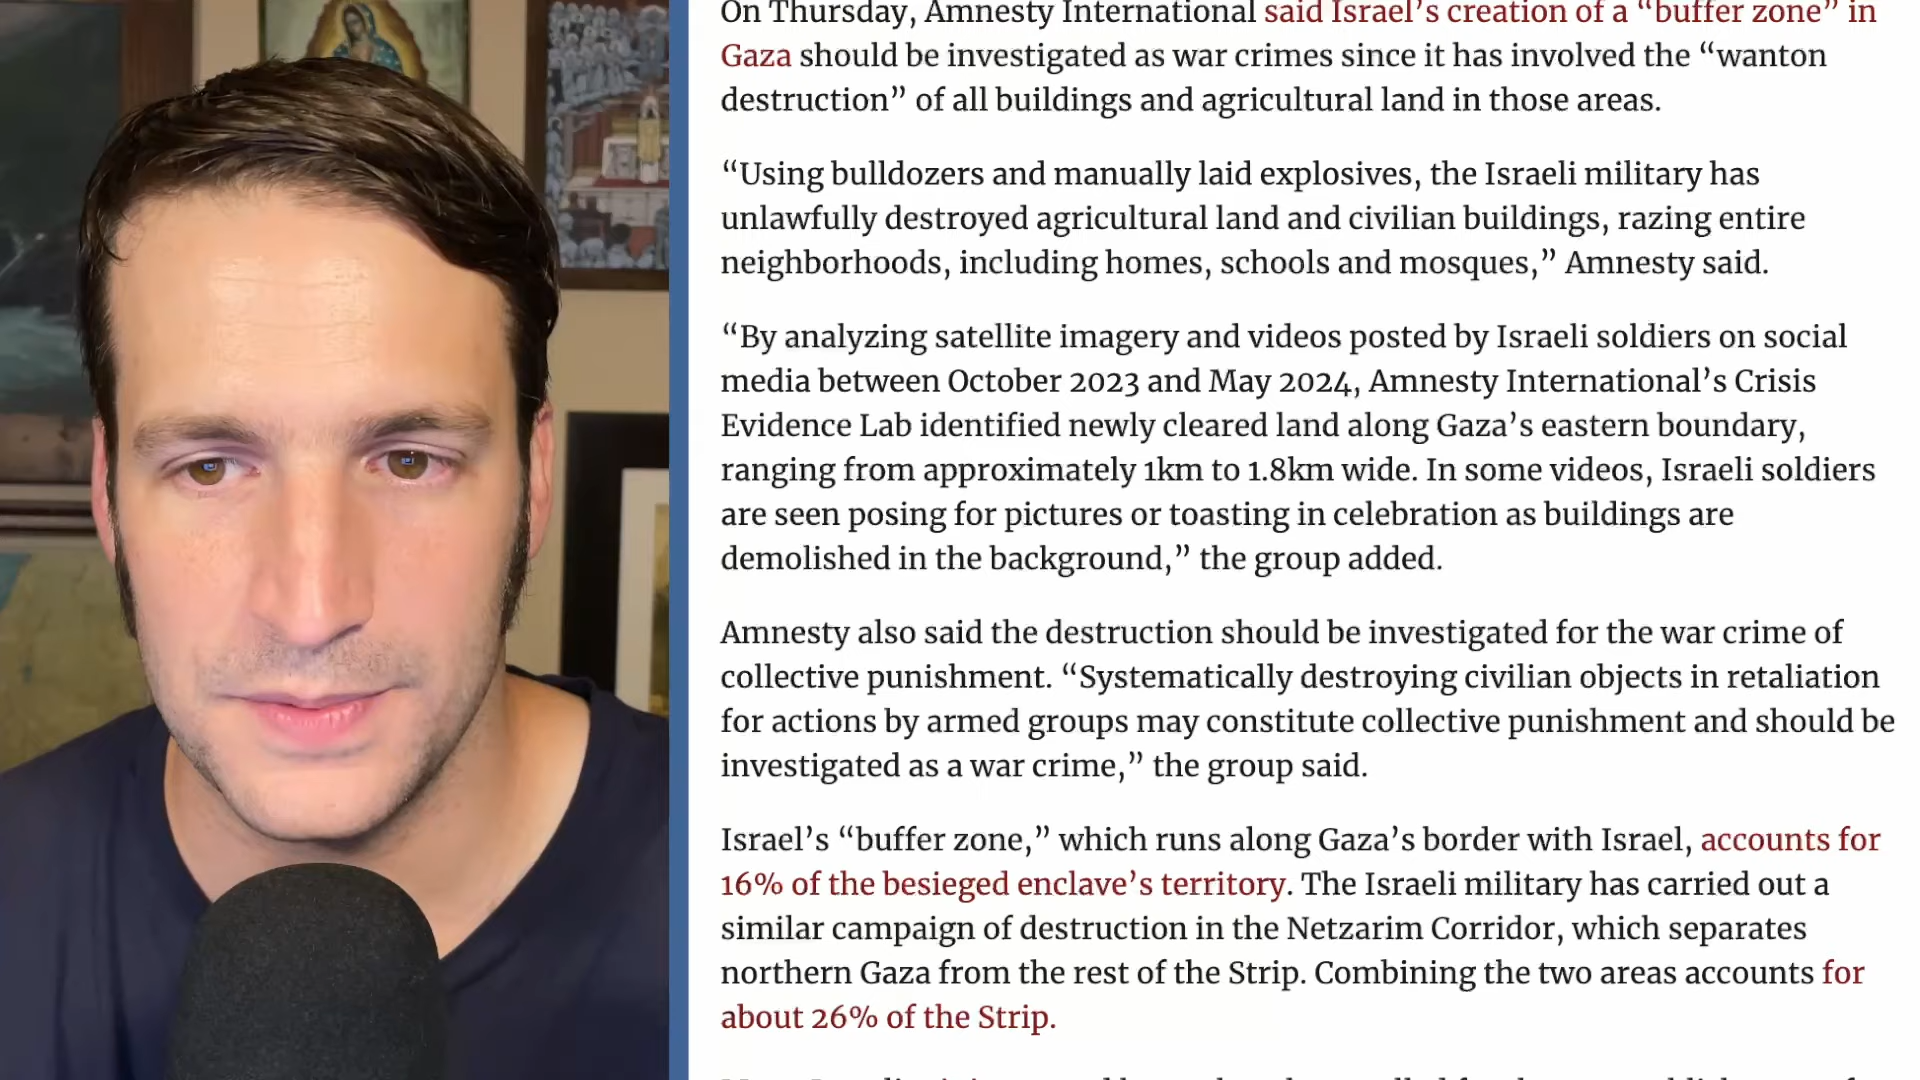 On Thursday, Amnesty International said Israel’s creation of a “buffer zone” in
Gaza should be investigated as war crimes since it has involved the “wanton
destruction” of all buildings and agricultural land in those areas.
“Using bulldozers and manually laid explosives, the Israeli military has
unlawfully destroyed agricultural land and civilian buildings, razing entire
neighborhoods, including homes, schools and mosques,” Amnesty said.
“By analyzing satellite imagery and videos posted by Israeli soldiers on social
media between October 2023 and May 2024, Amnesty International’s Crisis
Evidence Lab identified newly cleared land along Gaza’s eastern boundary,
ranging from approximately 1km to 1.8km wide. In some videos, Israeli soldiers
are seen posing for pictures or toasting in celebration as buildings are
demolished in the background,” the group added.
Amnesty also said the destruction should be investigated for the war crime of
collective punishment. “Systematically destroying civilian objects in retaliation
for actions by armed groups may constitute collective punishment and should be
investigated as a war crime,” the group said.
Israel’s “buffer zone,” which runs along Gaza’s border with Israel, accounts for
16% of the besieged enclave’s territory. The Israeli military has carried out a
similar campaign of destruction in the Netzarim Corridor, which separates
northern Gaza from the rest of the Strip. Combining the two areas accounts for
about 26% of the Strip.